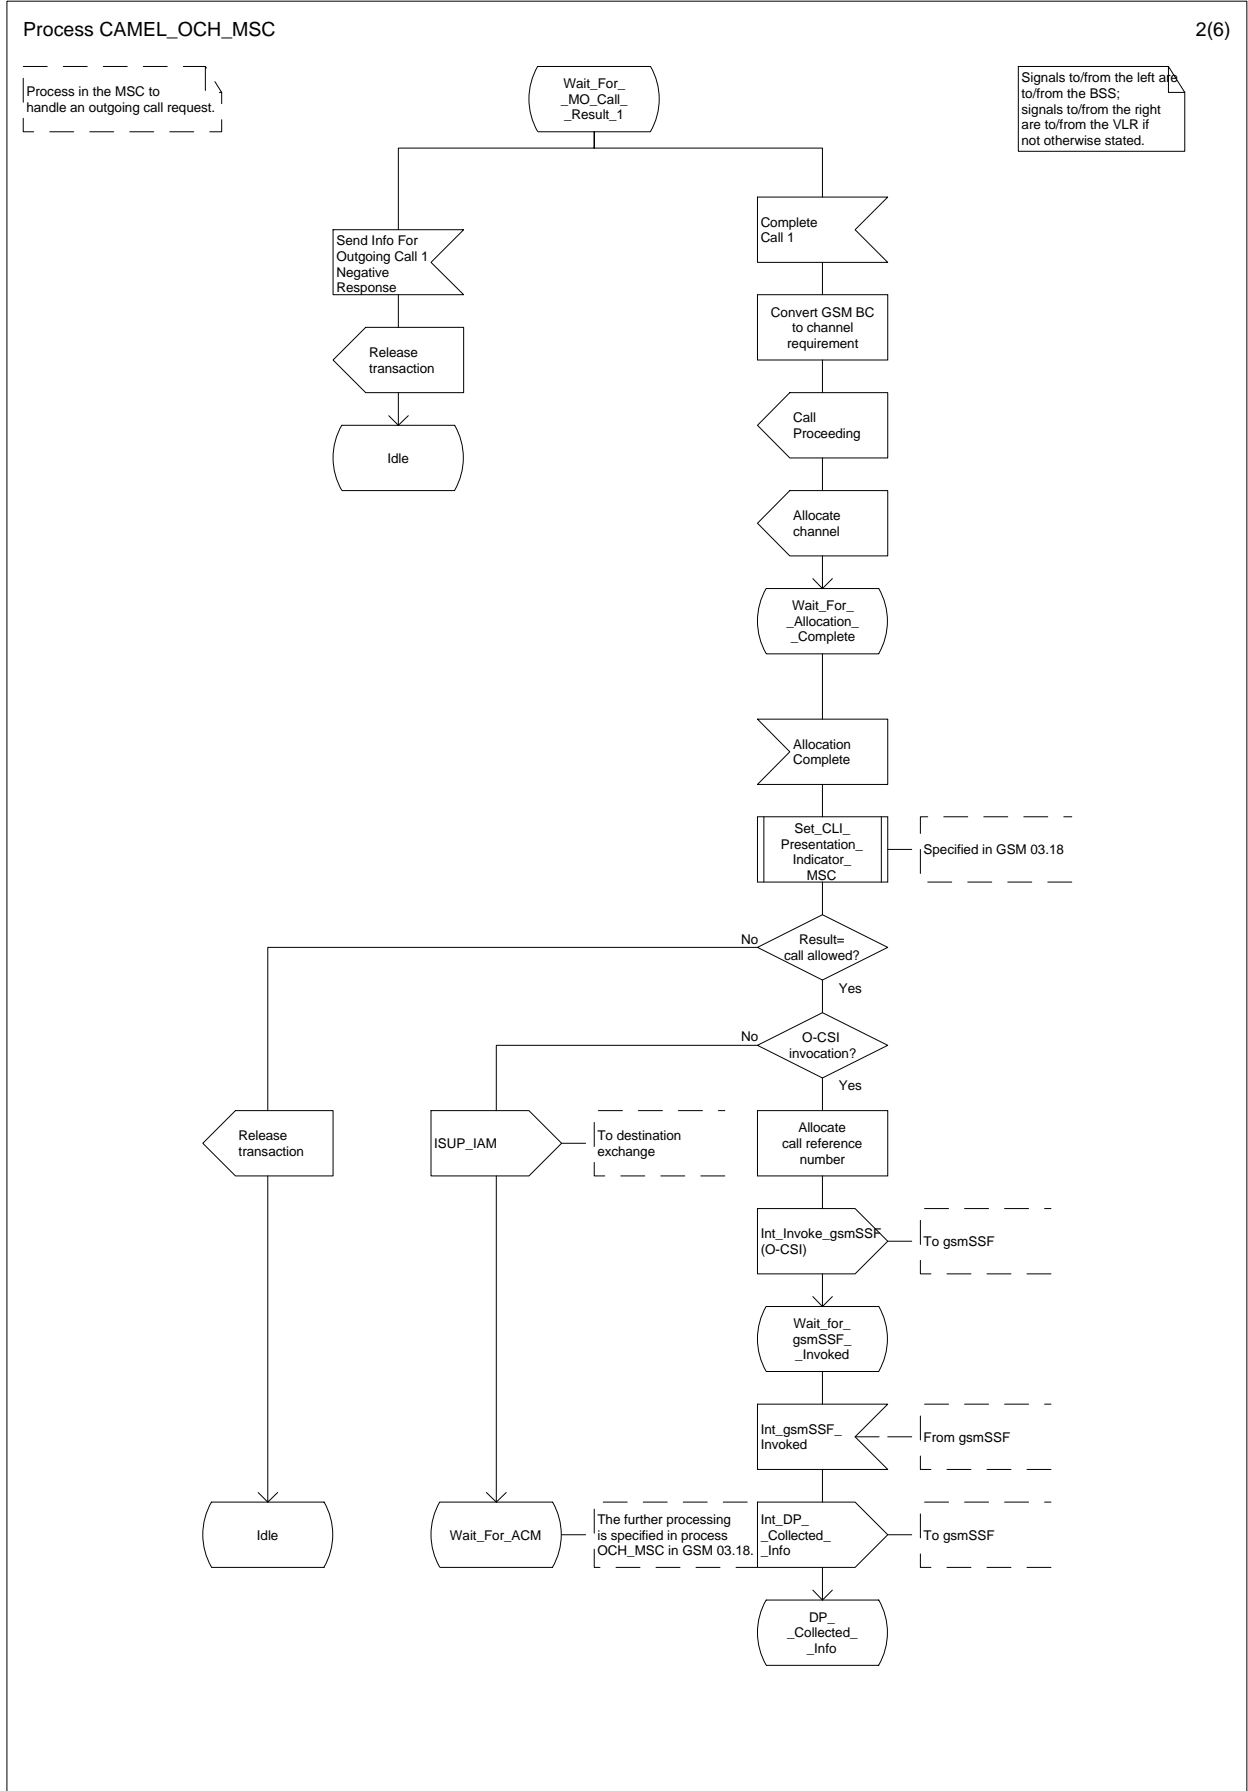 Process CAMEL_OCH_MSC
2(6)
Process in the MSC to
handle an outgoing call request.
Wait_For_
_MO_Call_
_Result_1
Signals to/from the left are
to/from the BSS;
signals to/from the right
are to/from the VLR if
not otherwise stated.
Send Info For
Outgoing Call 1
Negative
Response
Release
transaction
Idle
Complete
Call 1
Convert GSM BC
to channel
requirement
Call
Proceeding
Allocate
channel
Wait_For_
_Allocation_
_Complete
Allocation
Complete
Set_CLI_
Presentation_
Indicator_
MSC
Specified in GSM 03.18
No
Result=
call allowed?
Yes
No
O-CSI
invocation?
Yes
Release
transaction
ISUP_IAM
To destination
exchange
Allocate
call reference
number
Int_Invoke_gsmSSF
(O-CSI)
To gsmSSF
Wait_for_
gsmSSF_
_Invoked
Int_gsmSSF_
Invoked
From gsmSSF
Idle
Wait_For_ACM
The further processing
is specified in process
OCH_MSC in GSM 03.18.
Int_DP_
_Collected_
_Info
To gsmSSF
DP_
_Collected_
_Info